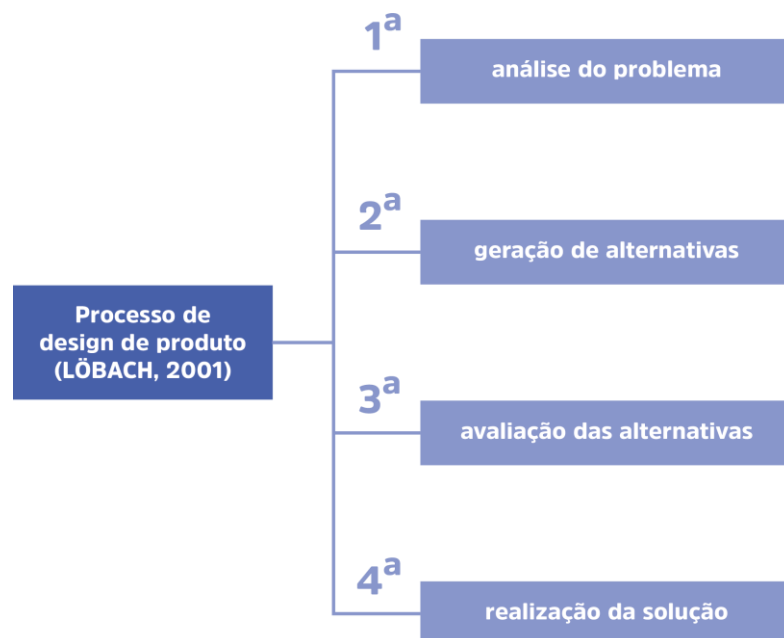 1ª
análise do problema
2ª
geração de alternativas
Processo de
design de produto
(LÖBACH, 2001)
3ª
avaliação das alternativas
4ª
realização da solução